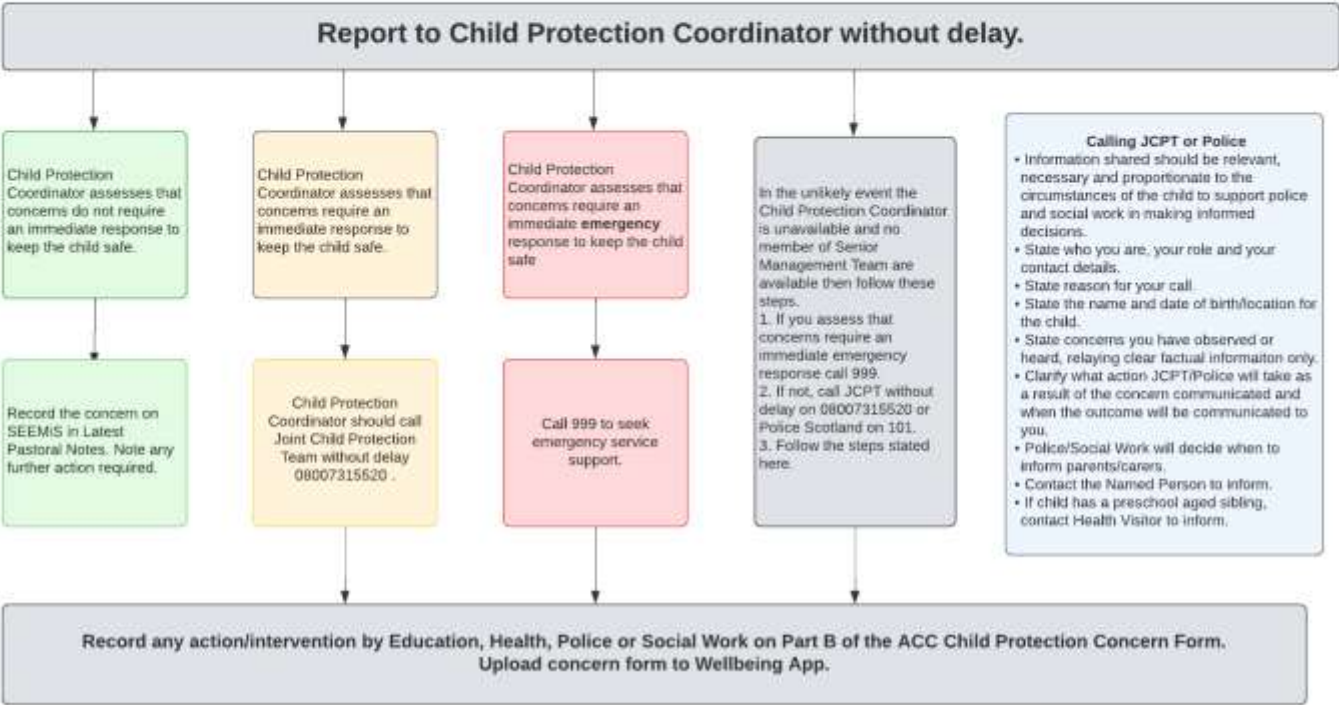 Report to Child Protection Coordinator without delay.
Child Protection
Coordinator assesses that
concerns do not require
an immediate response to
keep the child safe.
Child Protection
Coordinator assesses that
concerns require an
immediate response to
keep the child safe.
Child Protection
Coordinator assesses that
concerns require an
immediate emergency
response to keep the child
safe
In the unlikely event the
Child Protection Coordinator
is unavailable and no
member of Senior
Management Team are
available then follow these
steps.
1. If you assess that
concerns require an
immediate emergency
response call 999.
2. If not, call JCPT without
delay on 08007315520 or
Police Scotland on 101.
3. Follow the steps stated
here.
Calling JCPT or Police
• Information shared should be relevant,
necessary and proportionate to the
circumstances of the child to support police
and social work in making informed
decisions.
• State who you are, your role and your
contact details.
• State reason for your call.
• State the name and date of birth/location for
the child.
• State concerns you have observed or
heard, relaying clear factual informaiton only.
• Clarify what action JCPT/Police will take as
a result of the concern communicated and
when the outcome will be communicated to
you.
• Police/Social Work will decide when to
inform parents/carers.
• Contact the Named Person to inform.
• If child has a preschool aged sibling,
contact Health Visitor to inform.
Record the concern on
SEEMiS in Latest
Pastoral Notes. Note any
further action required.
Child Protection
Coordinator should call
Joint Child Protection
Team without delay
08007315520 .
Call 999 to seek
emergency service
support.
Record any action/intervention by Education, Health, Police or Social Work on Part B of the ACC Child Protection Concern Form.
Upload concern form to Wellbeing App.